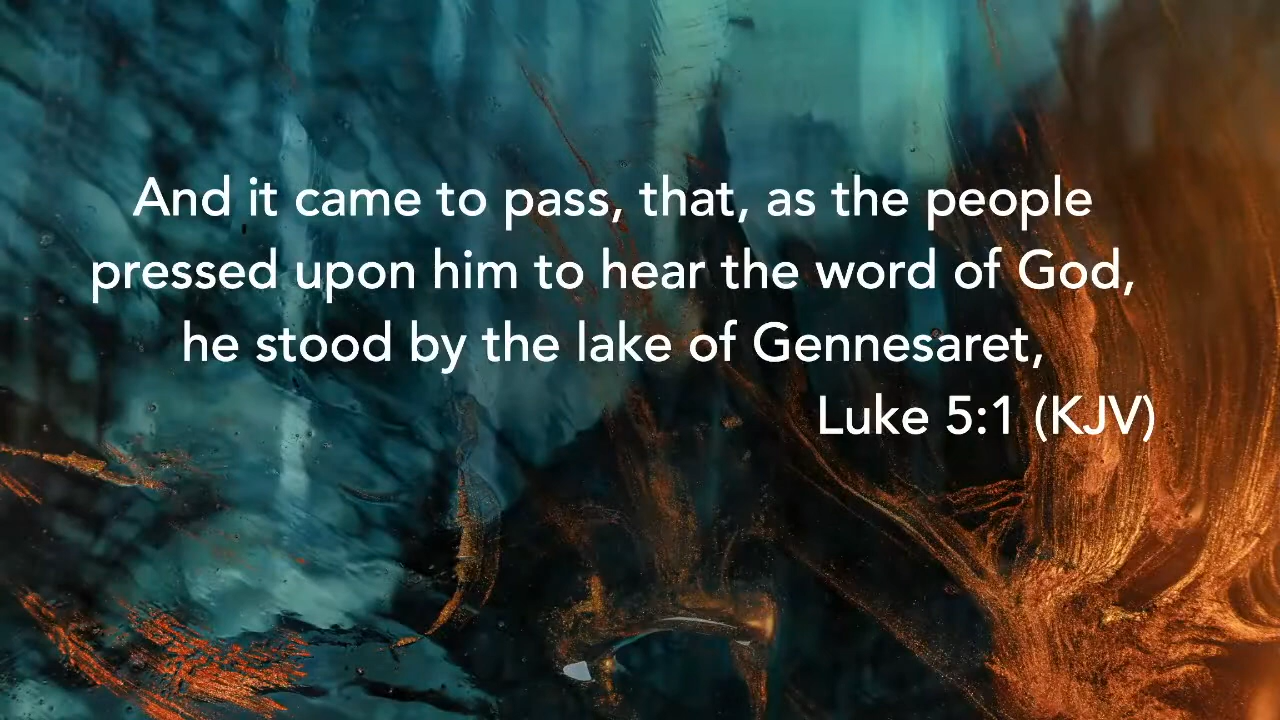 And it came to pass, that, as the people
pressed upon him to hear the word of God,
he stood by the lake of Gennesaret,
Luke 5:1 (KJV)